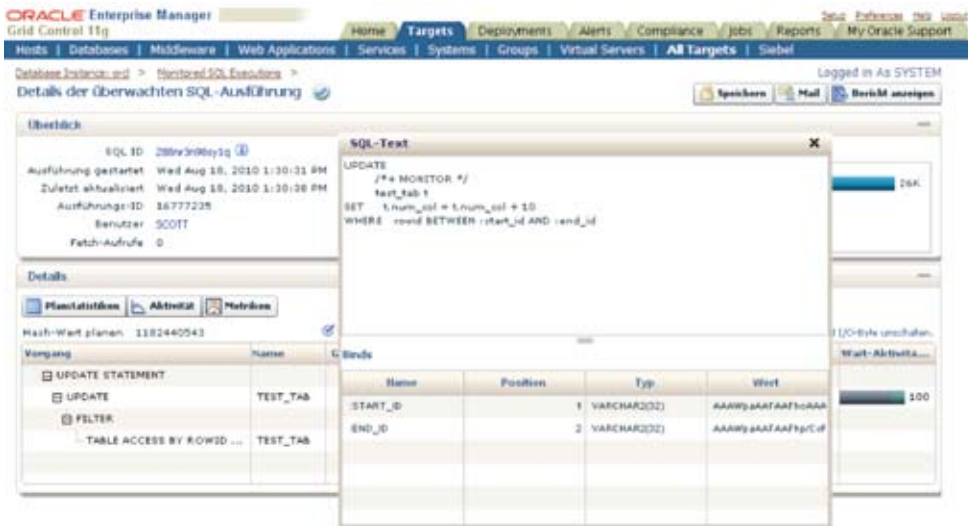 ORACLE Enterprise Manager
Grid Control 11g
Setup Preferences Help Logout
Home Targets Deployments Alerts Compliance Jobs Reports My Oracle Support
Hosts | Databases | Middleware | Web Applications | Services | Systems | Groups | Virtual Servers | All Targets | Siebel
Database Instance: > Monitored SQL Executions >
Logged in As SYSTEM
Details der überwachten SQL-Ausführung
Speichern Mail Bericht anzeigen
Überblick
SQL ID
Ausführung gestartet Wed Aug 18, 2010 1:30:31 PM
Zuletzt aktualisiert Wed Aug 18, 2010 1:30:38 PM
Ausführungs-ID 16777235
Benutzer SCOTT
Fetch-Aufrufe 0
26K
SQL-Text
UPDATE
/*+ MONITOR */
test_tab t
SET t.num_col = t.num_col + 10
WHERE rowid BETWEEN :start_id AND :end_id
Details
Planstatistiken Aktivität Metriken
Hash-Wert planen 1182440543
I/O-Byte umschalten.
Vorgang Name
Wait-Aktivitä...
UPDATE STATEMENT
UPDATE TEST_TAB
100
FILTER
TABLE ACCESS BY ROWID ... TEST_TAB
Binds
Name Position Typ Wert
START_ID 1 VARCHAR2(32)
END_ID 2 VARCHAR2(32)